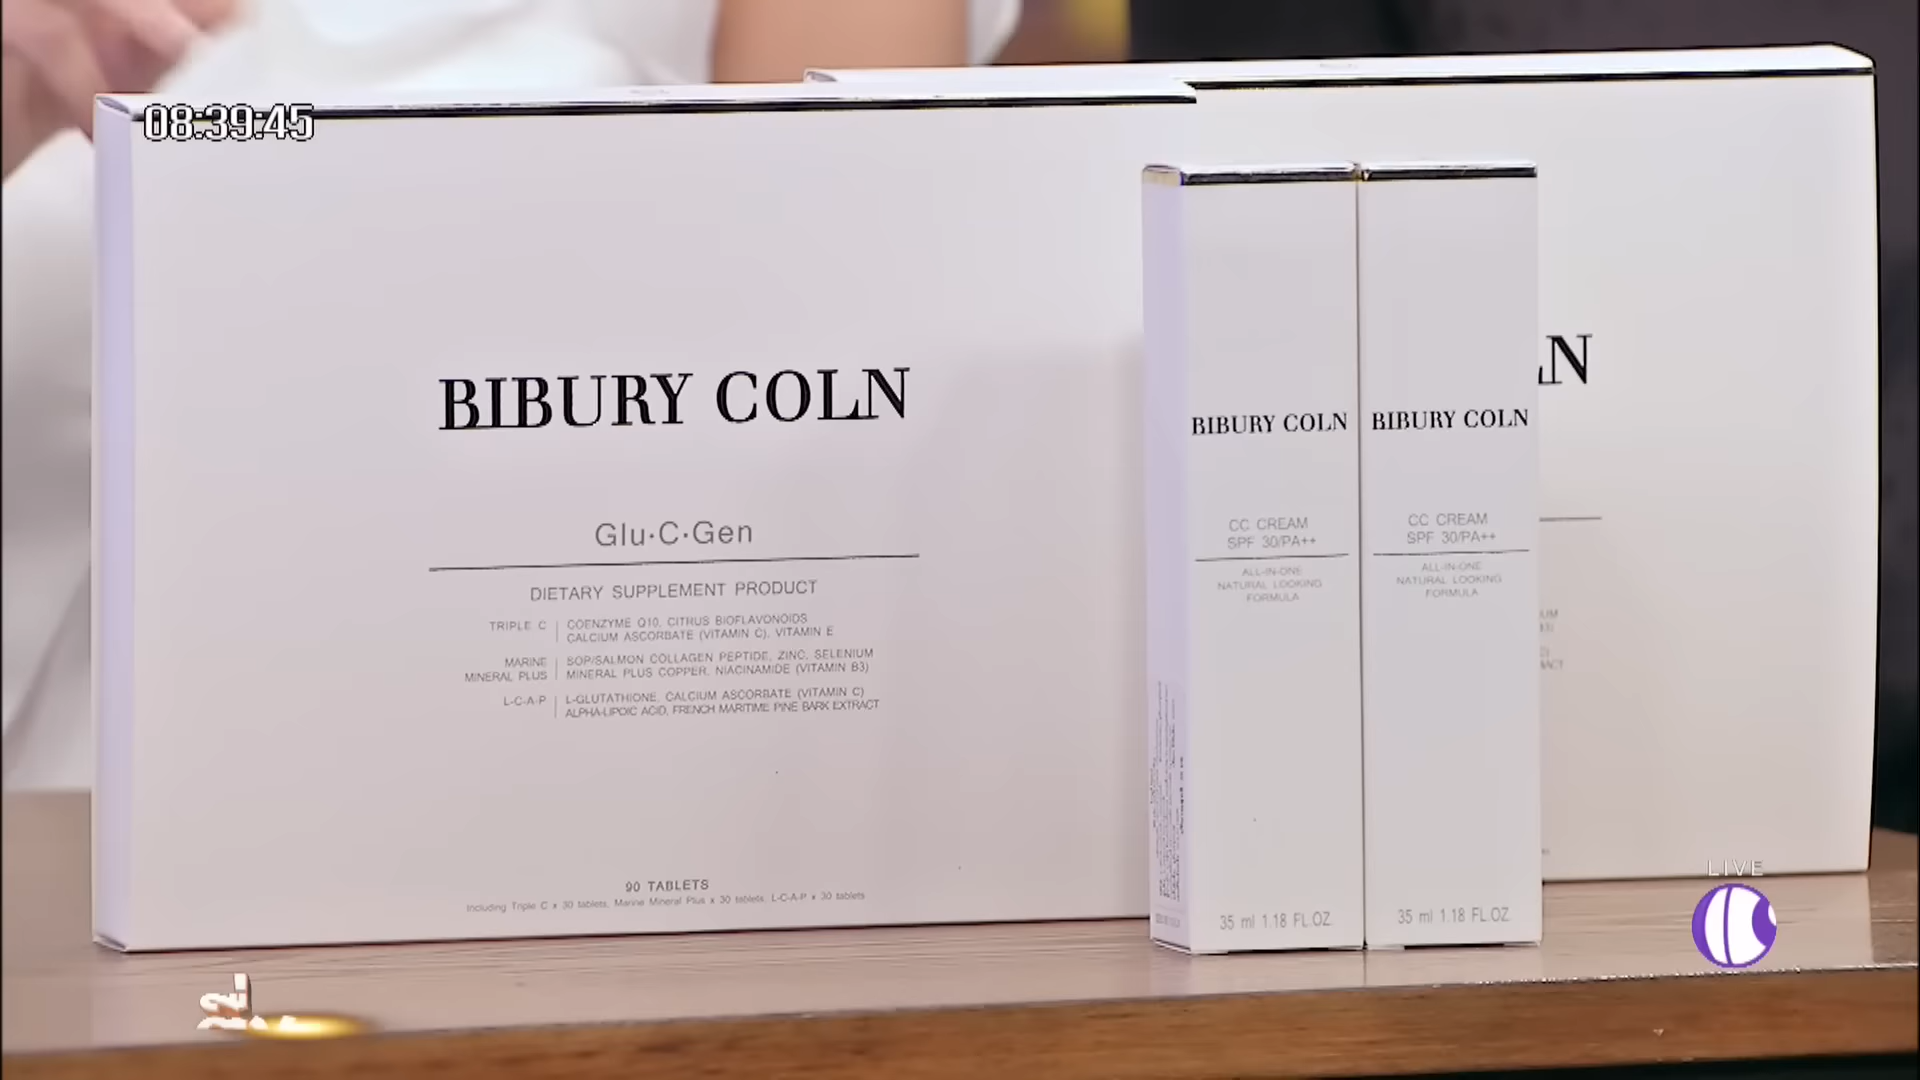 08:39:45
BIBURY COLN
Glu·C·Gen
DIETARY SUPPLEMENT PRODUCT
TRIPLE C
COENZYME Q10, CITRUS BIOFLAVONOIDS
CALCIUM ASCORBATE (VITAMIN C), VITAMIN E
MARINE
MINERAL PLUS
SOP/SALMON COLLAGEN PEPTIDE, ZINC, SELENIUM
MINERAL PLUS COPPER, NIACINAMIDE (VITAMIN B3)
L-C-A-P
L-GLUTATHIONE, CALCIUM ASCORBATE (VITAMIN C)
ALPHA-LIPOIC ACID, FRENCH MARITIME PINE BARK EXTRACT
90 TABLETS
Including Triple C x 30 tablets, Marine Mineral Plus x 30 tablets, L-C-A-P x 30 tablets
BIBURY COLN
CC CREAM
SPF 30/PA++
ALL-IN-ONE
NATURAL LOOKING
FORMULA
35 ml 1.18 FL.OZ.
BIBURY COLN
CC CREAM
SPF 30/PA++
ALL-IN-ONE
NATURAL LOOKING
FORMULA
35 ml 1.18 FL.OZ.
LN
LIVE